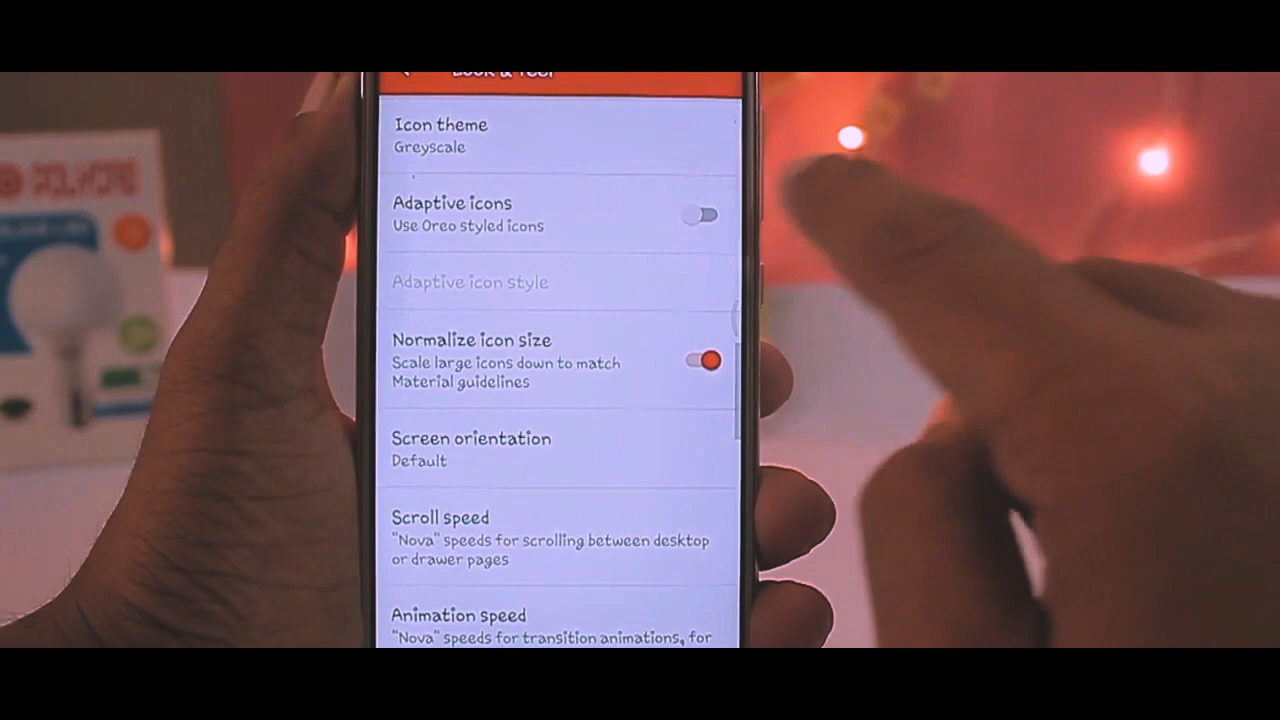 Look & feel
Icon theme
Greyscale
Adaptive icons
Use Oreo styled icons
Adaptive icon style
Normalize icon size
Scale large icons down to match
Material guidelines
Screen orientation
Default
Scroll speed
"Nova" speeds for scrolling between desktop
or drawer pages
Animation speed
"Nova" speeds for transition animations, for